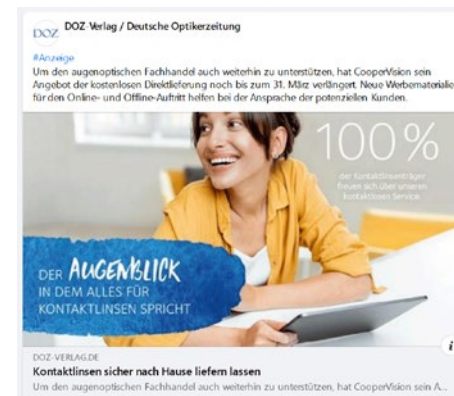 DOZ
DOZ-Verlag / Deutsche Optikerzeitung
#Anzeige
Um den augenoptischen Fachhandel auch weiterhin zu unterstützen, hat CooperVision sein
Angebot der kostenlosen Direktlieferung noch bis zum 31. März verlängert. Neue Werbematerialie
für den Online- und Offline-Auftritt helfen bei der Ansprache der potenziellen Kunden.
100%
der Kontaktlinsenträger
freuen sich über unseren
kontaktlosen Service.
DER AUGENBLICK
IN DEM ALLES FÜR
KONTAKTLINSEN SPRICHT
i
DOZ-VERLAG.DE
Kontaktlinsen sicher nach Hause liefern lassen
Um den augenoptischen Fachhandel auch weiterhin zu unterstützen, hat CooperVision sein A...